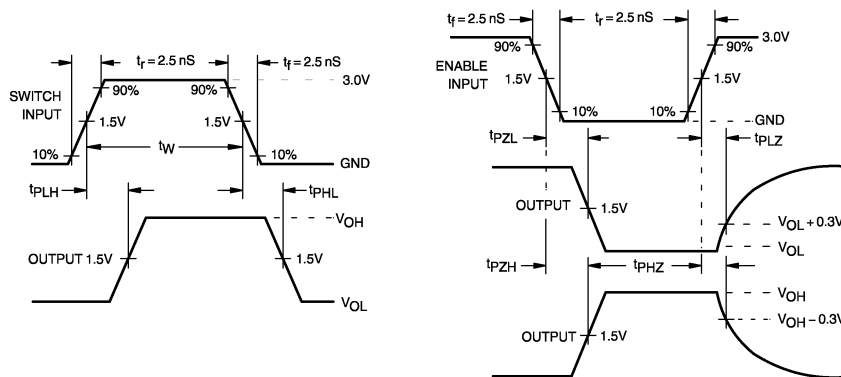 tr = 2.5 nS
tf = 2.5 nS
3.0V
90%
90%
SWITCH
INPUT
1.5V
1.5V
tW
10%
10%
GND
tPLH
tPHL
VOH
OUTPUT 1.5V
1.5V
VOL
tf = 2.5 nS
tr = 2.5 nS
3.0V
90%
90%
ENABLE
INPUT
1.5V
1.5V
10%
10%
GND
tPZL
tPLZ
OUTPUT
1.5V
VOL + 0.3V
VOL
tPZH
tPHZ
VOH
VOH − 0.3V
OUTPUT
1.5V